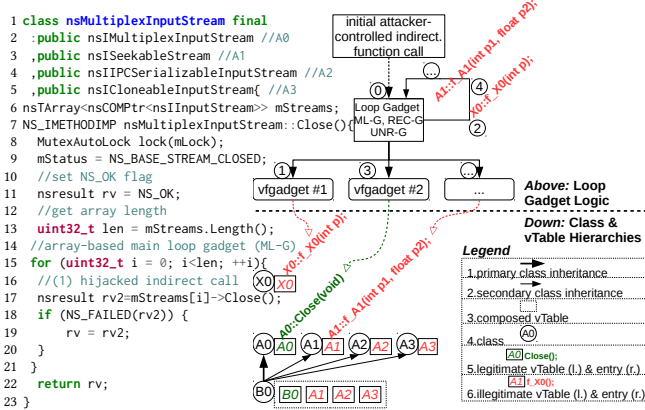 1 class nsMultiplexInputStream final
2 :public nsIMultiplexInputStream //A0
3 ,public nsISeekableStream //A1
4 ,public nsIIPCSerializableInputStream //A2
5 ,public nsICloneableInputStream{ //A3
6 nsTArray<nsCOMPtr<nsIInputStream>> mStreams;
7 NS_IMETHODIMP nsMultiplexInputStream::Close(){
8 MutexAutoLock lock(mLock);
9 mStatus = NS_BASE_STREAM_CLOSED;
10 //set NS_OK flag
11 nsresult rv = NS_OK;
12 //get array length
13 uint32_t len = mStreams.Length();
14 //array-based main loop gadget (ML-G)
15 for (uint32_t i = 0; i<len; ++i){
16 //(1) hijacked indirect call
17 nsresult rv2=mStreams[i]->Close();
18 if (NS_FAILED(rv2)) {
19 rv = rv2;
20 }
21 }
22 return rv;
23 }
initial attacker-
controlled indirect.
function call
A1::f_A1(int p1, float p2);
X0::f_X0(int p);
...
0
4
2
Loop Gadget
ML-G, REC-G
UNR-G
1
3
...
vfgadget #1
vfgadget #2
...
Above: Loop
Gadget Logic
Down: Class &
vTable Hierarchies
X0::f_X0(int p);
A0::Close(void)
A1::f_A1(int p1, float p2);
X0 X0
A0 A0 A1 A1 A2 A2 A3 A3
B0 B0 A1 A2 A3
Legend
1.primary class inheritance
2.secondary class inheritance
3.composed vTable
A0
4.class
A0 Close();
5.legitimate vTable (l.) & entry (r.)
A1 f_X0();
6.illegitimate vTable (l.) & entry (r.)